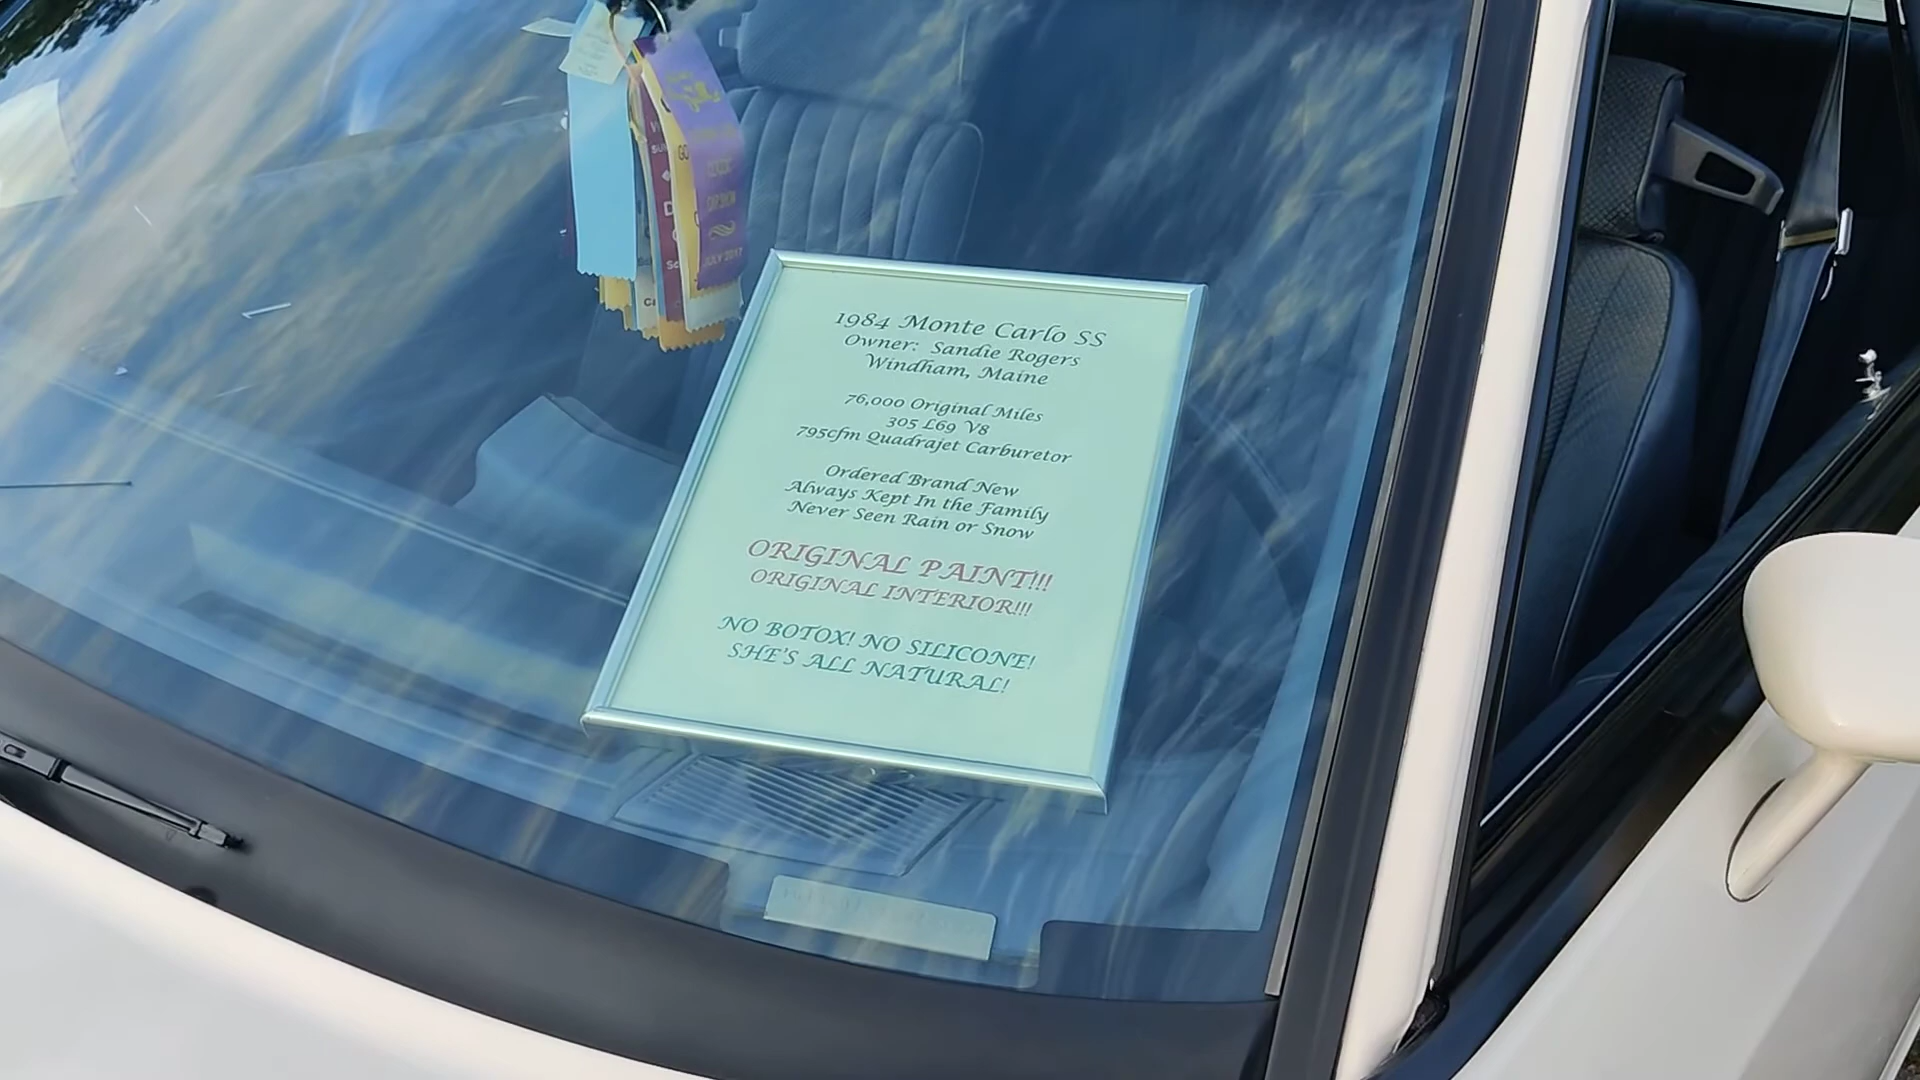 JULY 2017
1984 Monte Carlo SS
Owner: Sandie Rogers
Windham, Maine
76,000 Original Miles
305 L69 V8
795cfm Quadrajet Carburetor
Ordered Brand New
Always Kept In the Family
Never Seen Rain or Snow
ORIGINAL PAINT!!!
ORIGINAL INTERIOR!!!
NO BOTOX! NO SILICONE!
SHE'S ALL NATURAL!